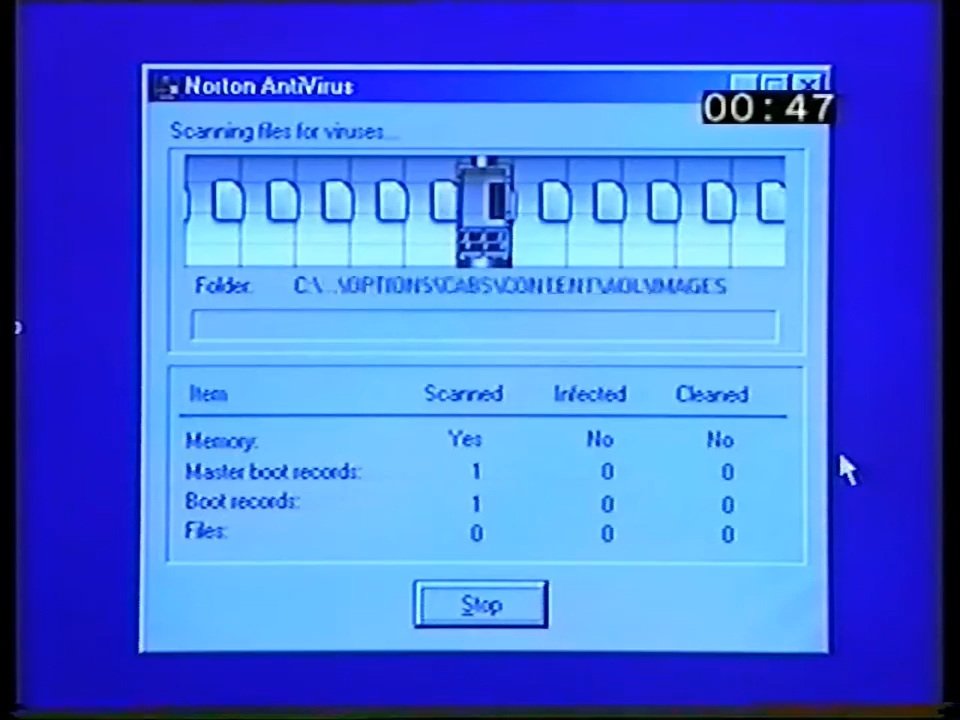 Norton AntiVirus
00:47
Scanning files for viruses...
Folder: C:\...\OPTIONS\CABS\CONTENT\AOL\IMAGES
Item Scanned Infected Cleaned
Memory: Yes No No
Master boot records: 1 0 0
Boot records: 1 0 0
Files: 0 0 0
Stop